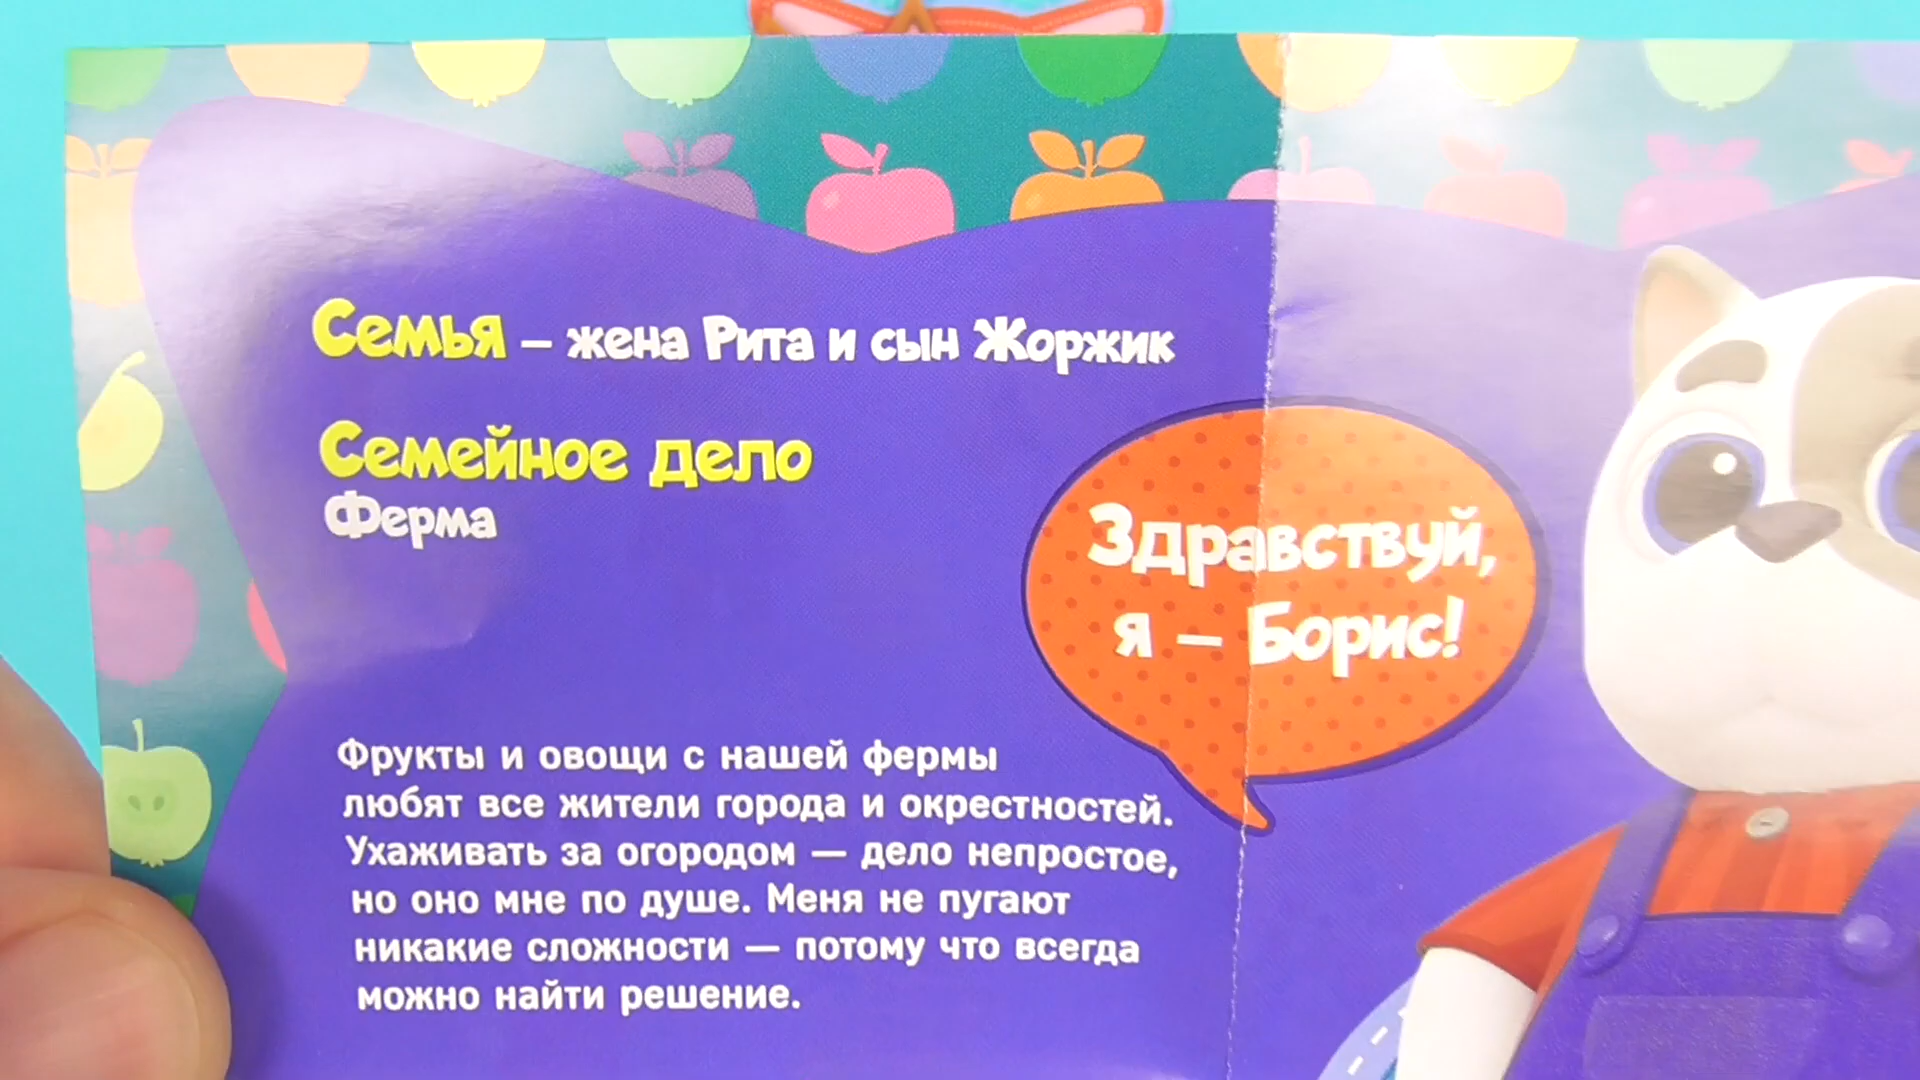 Семья – жена Рита и сын Жоржик
Семейное дело
Ферма
Здравствуй,
я – Борис!
Фрукты и овощи с нашей фермы
любят все жители города и окрестностей.
Ухаживать за огородом — дело непростое,
но оно мне по душе. Меня не пугают
никакие сложности — потому что всегда
можно найти решение.